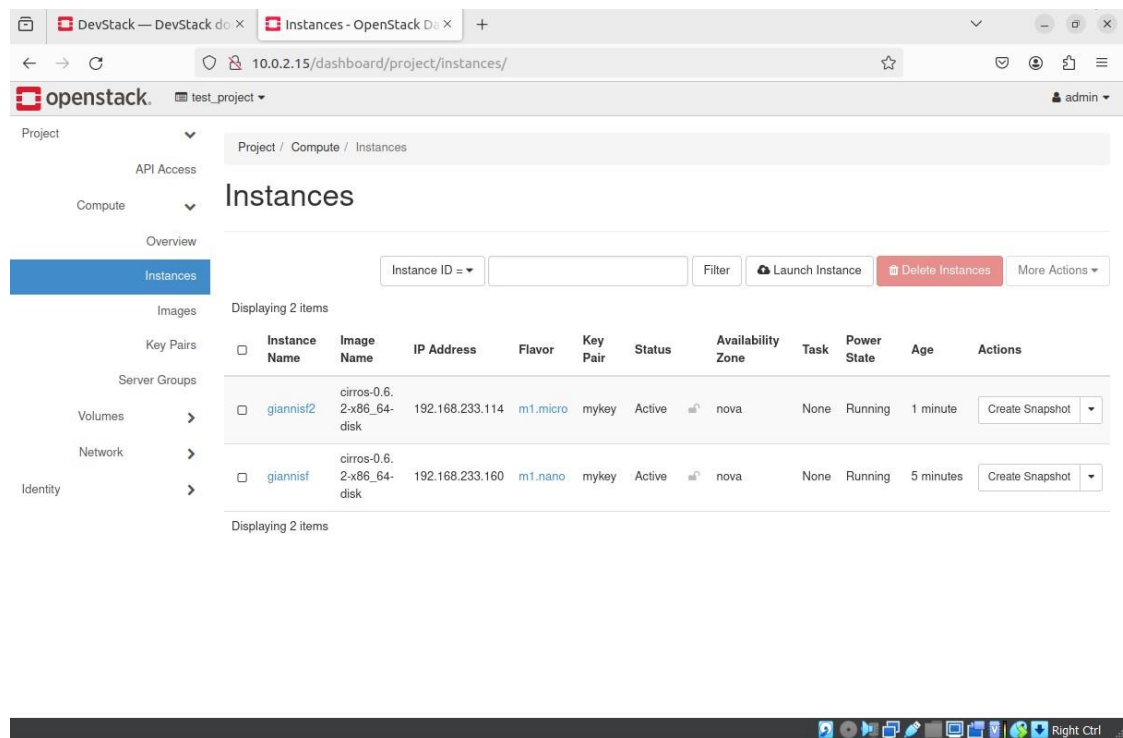 DevStack — DevStack do
Instances - OpenStack Da
10.0.2.15/dashboard/project/instances/
openstack.
test_project
admin
Project
API Access
Compute
Overview
Instances
Images
Key Pairs
Server Groups
Volumes
Network
Identity
Project / Compute / Instances
Instances
Instance ID = Filter Launch Instance Delete Instances More Actions
Displaying 2 items
Instance Name Image Name IP Address Flavor Key Pair Status Availability Zone Task Power State Age Actions
giannisf2 cirros-0.6.2-x86_64-disk 192.168.233.114 m1.micro mykey Active nova None Running 1 minute Create Snapshot
giannisf cirros-0.6.2-x86_64-disk 192.168.233.160 m1.nano mykey Active nova None Running 5 minutes Create Snapshot
Displaying 2 items
Right Ctrl